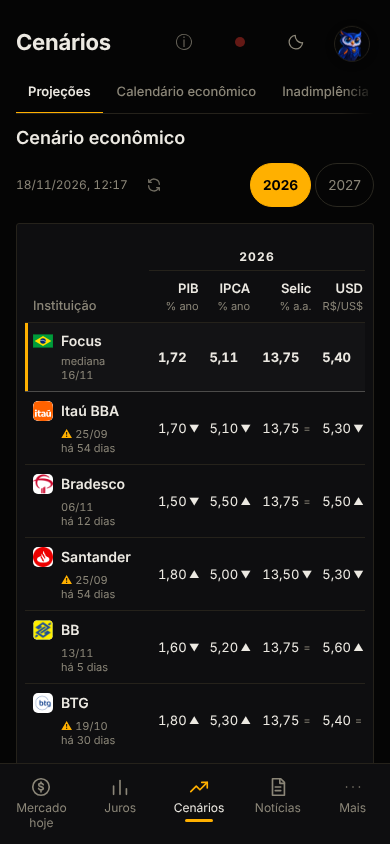 Cenários
Projeções Calendário econômico Inadimplência
Cenário econômico
18/11/2026, 12:17 2026 2027
2026
Instituição PIB IPCA Selic USD
% ano % ano % a.a. R$/US$
Focus
mediana
16/11
1,72 5,11 13,75 5,40
itaú
Itaú BBA
25/09
há 54 dias
1,70 ▼ 5,10 ▼ 13,75 = 5,30 ▼
Bradesco
06/11
há 12 dias
1,50 ▼ 5,50 ▲ 13,75 = 5,50 ▲
Santander
25/09
há 54 dias
1,80 ▲ 5,00 ▼ 13,50 ▼ 5,30 ▼
BB
13/11
há 5 dias
1,60 ▼ 5,20 ▲ 13,75 = 5,60 ▲
btg
BTG
19/10
há 30 dias
1,80 ▲ 5,30 ▲ 13,75 = 5,40 =
Mercado hoje
Juros
Cenários
Notícias
Mais